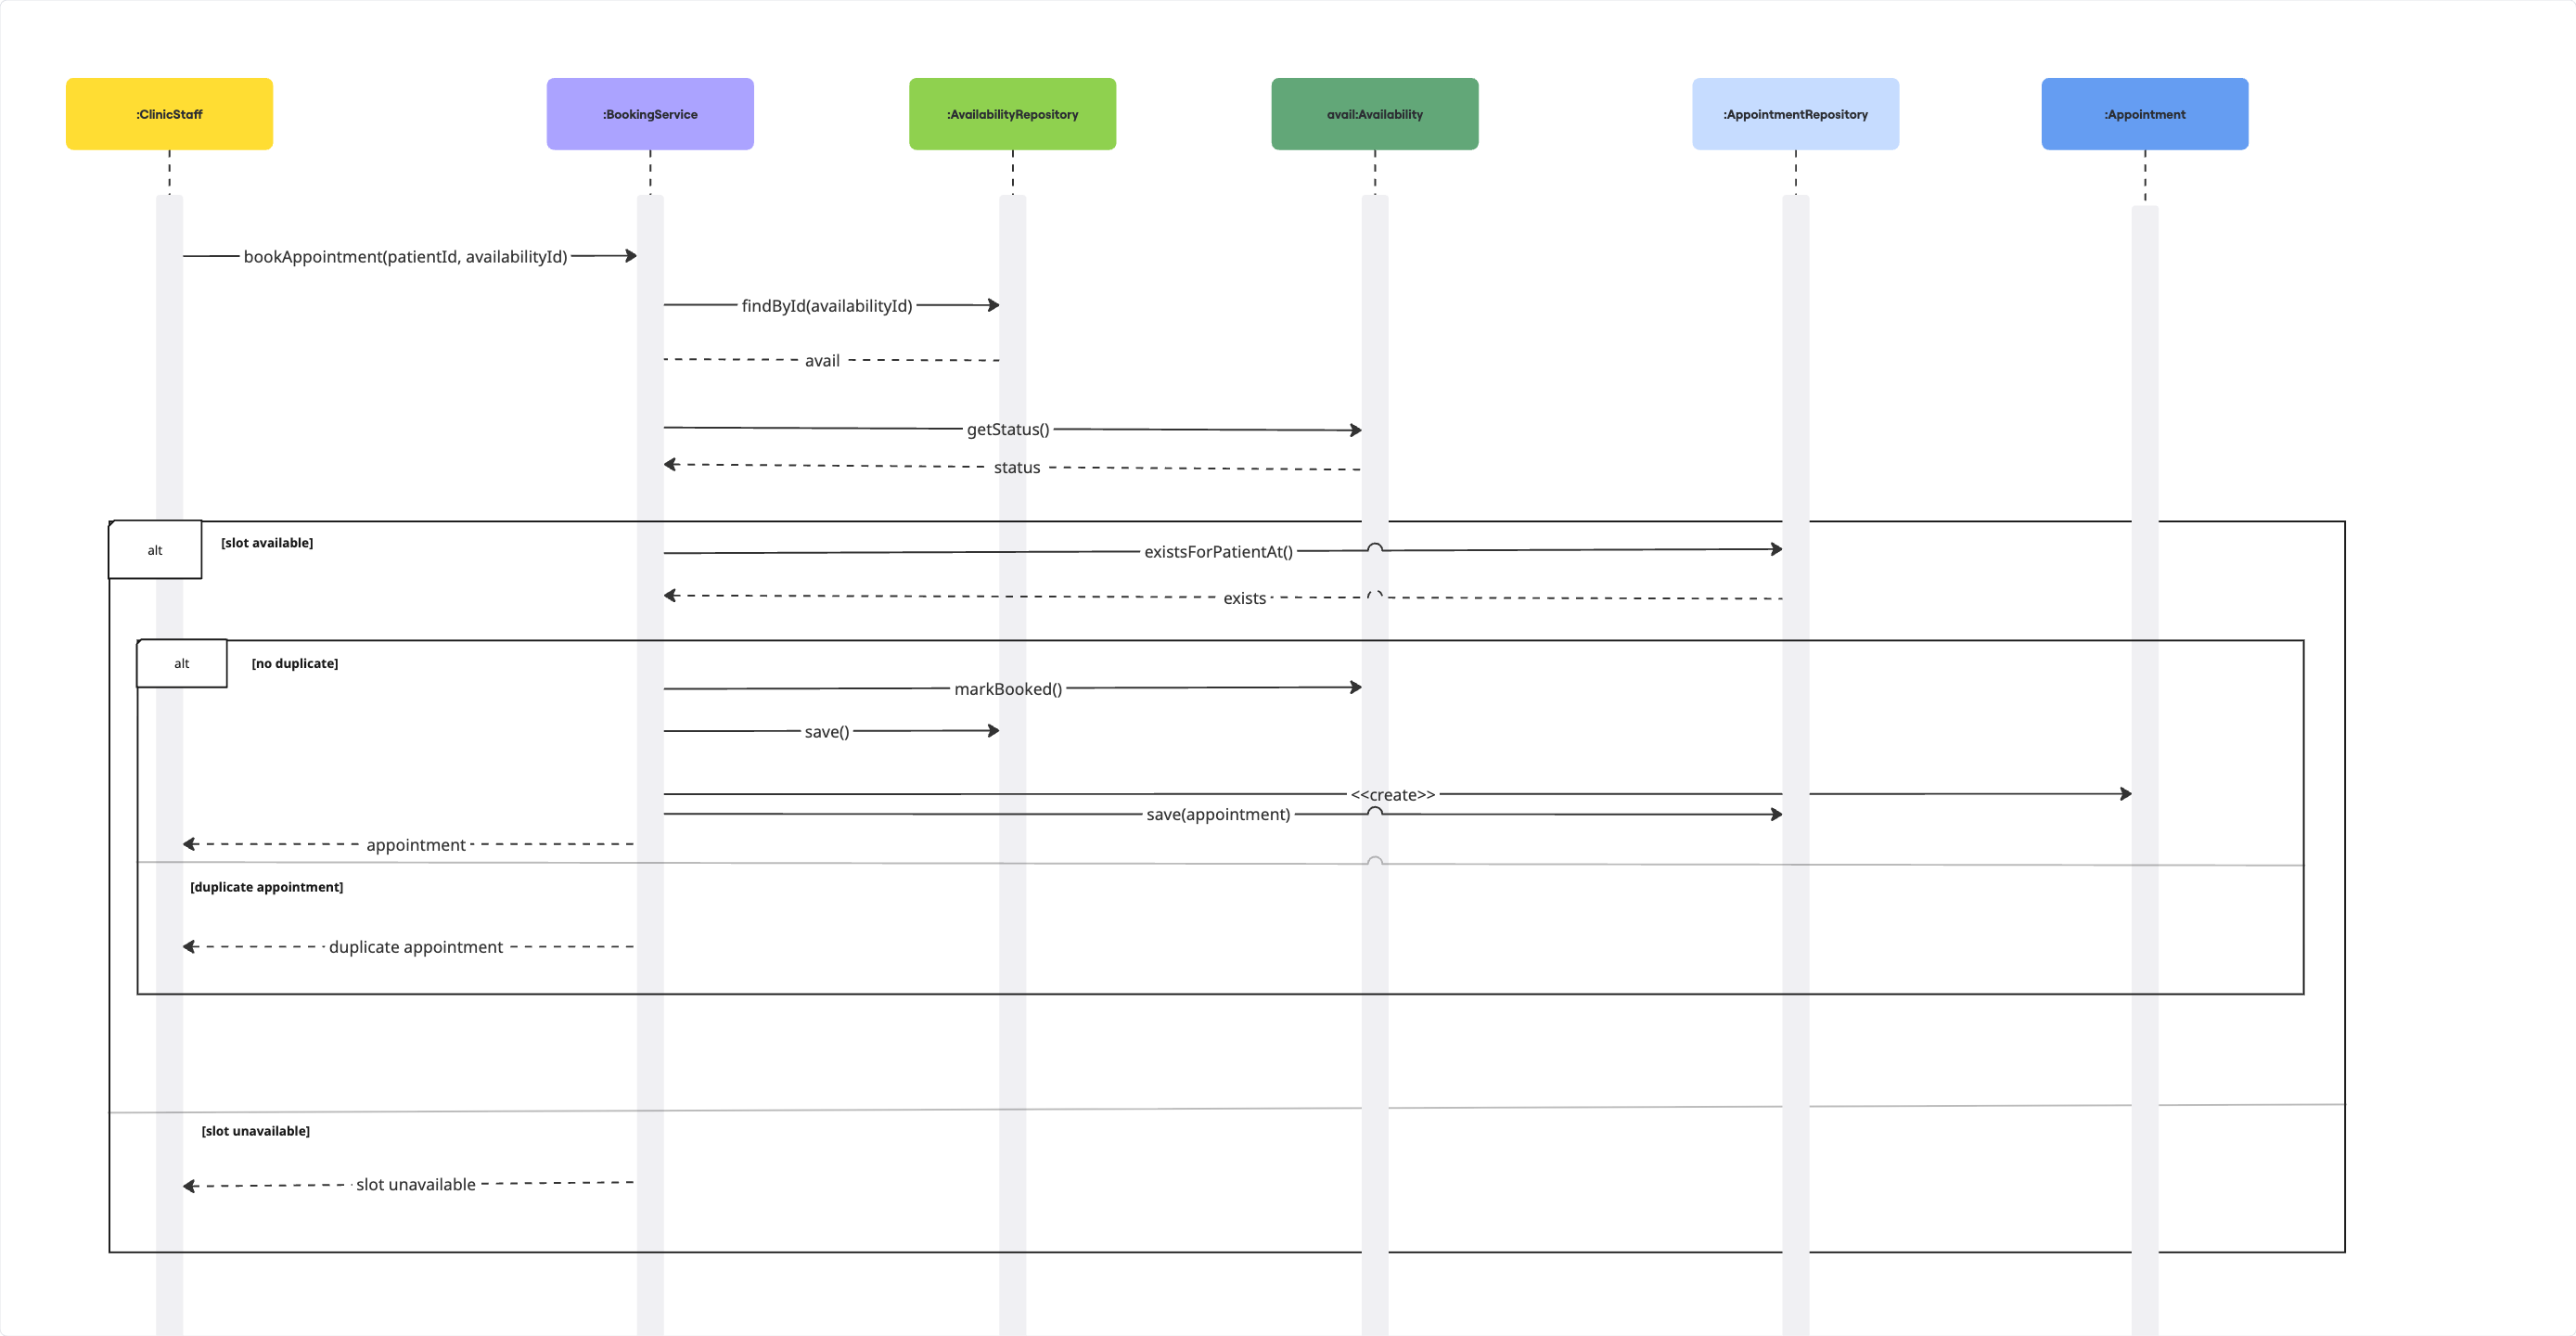 :ClinicStaff
:BookingService
:AvailabilityRepository
avail:Availability
:AppointmentRepository
:Appointment
bookAppointment(patientId, availabilityId)
findById(availabilityId)
avail
getStatus()
status
alt
[slot available]
existsForPatientAt()
exists
alt
[no duplicate]
markBooked()
save()
<<create>>
save(appointment)
appointment
[duplicate appointment]
duplicate appointment
[slot unavailable]
slot unavailable